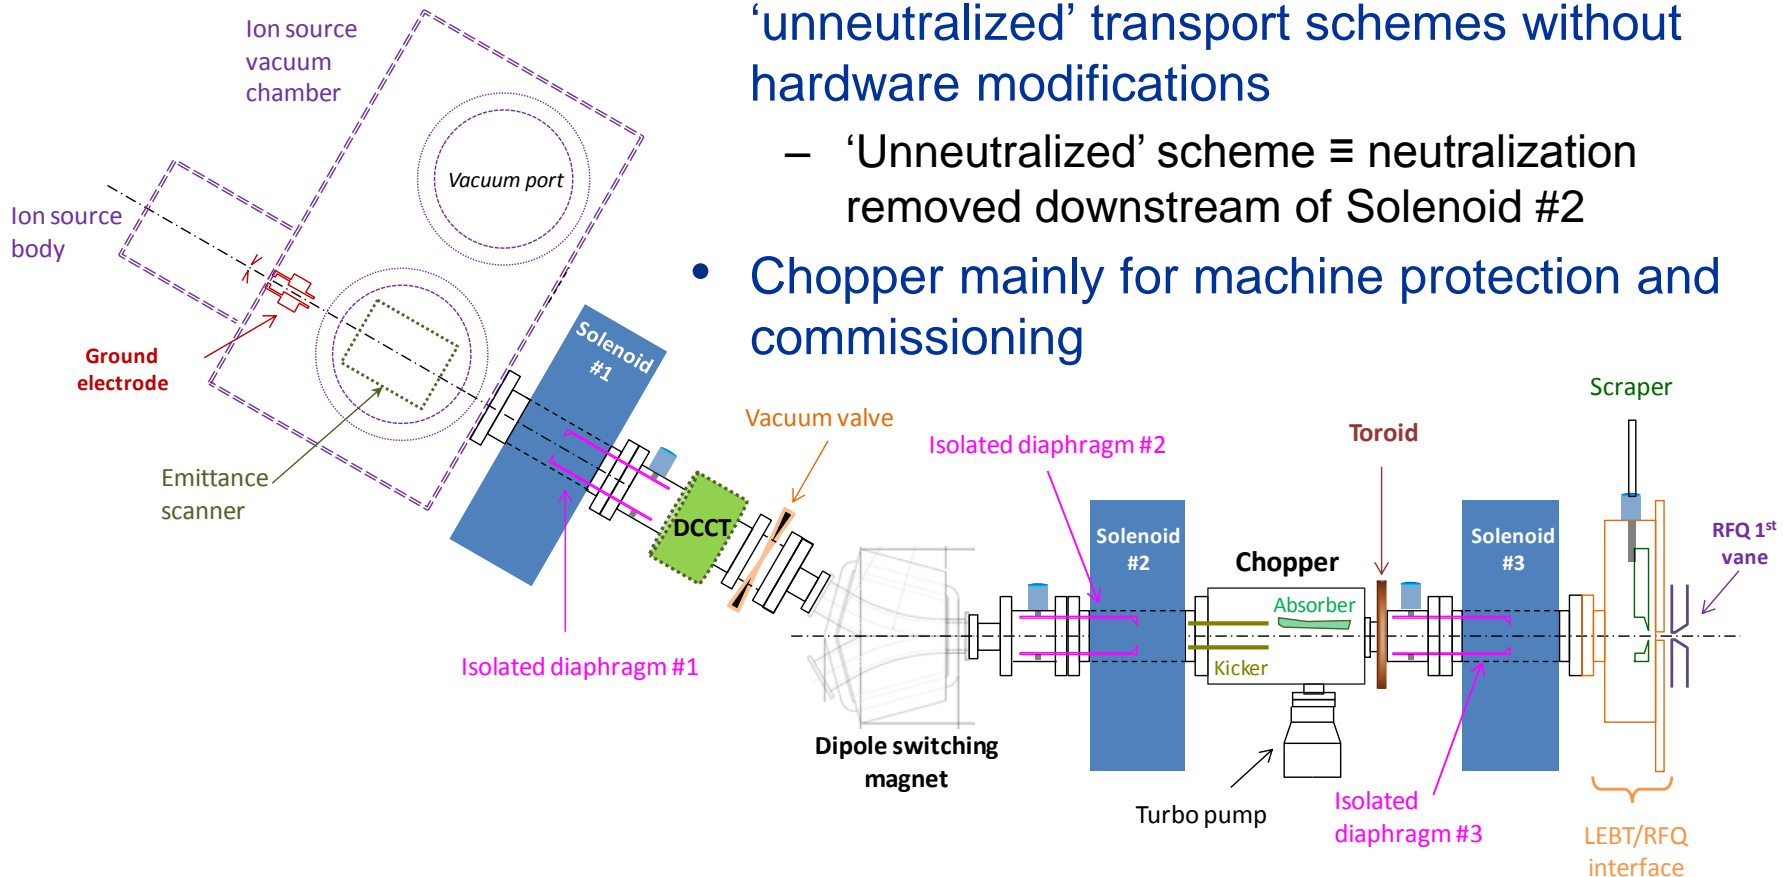 ‘unneutralized’ transport schemes without
hardware modifications
– ‘Unneutralized’ scheme ≡ neutralization
removed downstream of Solenoid #2
• Chopper mainly for machine protection and
commissioning
Ion source
vacuum
chamber
Vacuum port
Ion source
body
Ground
electrode
Emittance
scanner
Solenoid
#1
DCCT
Vacuum valve
Isolated diaphragm #1
Dipole switching
magnet
Isolated diaphragm #2
Solenoid
#2
Chopper
Absorber
Kicker
Turbo pump
Toroid
Solenoid
#3
Isolated
diaphragm #3
Scraper
RFQ 1st
vane
LEBT/RFQ
interface